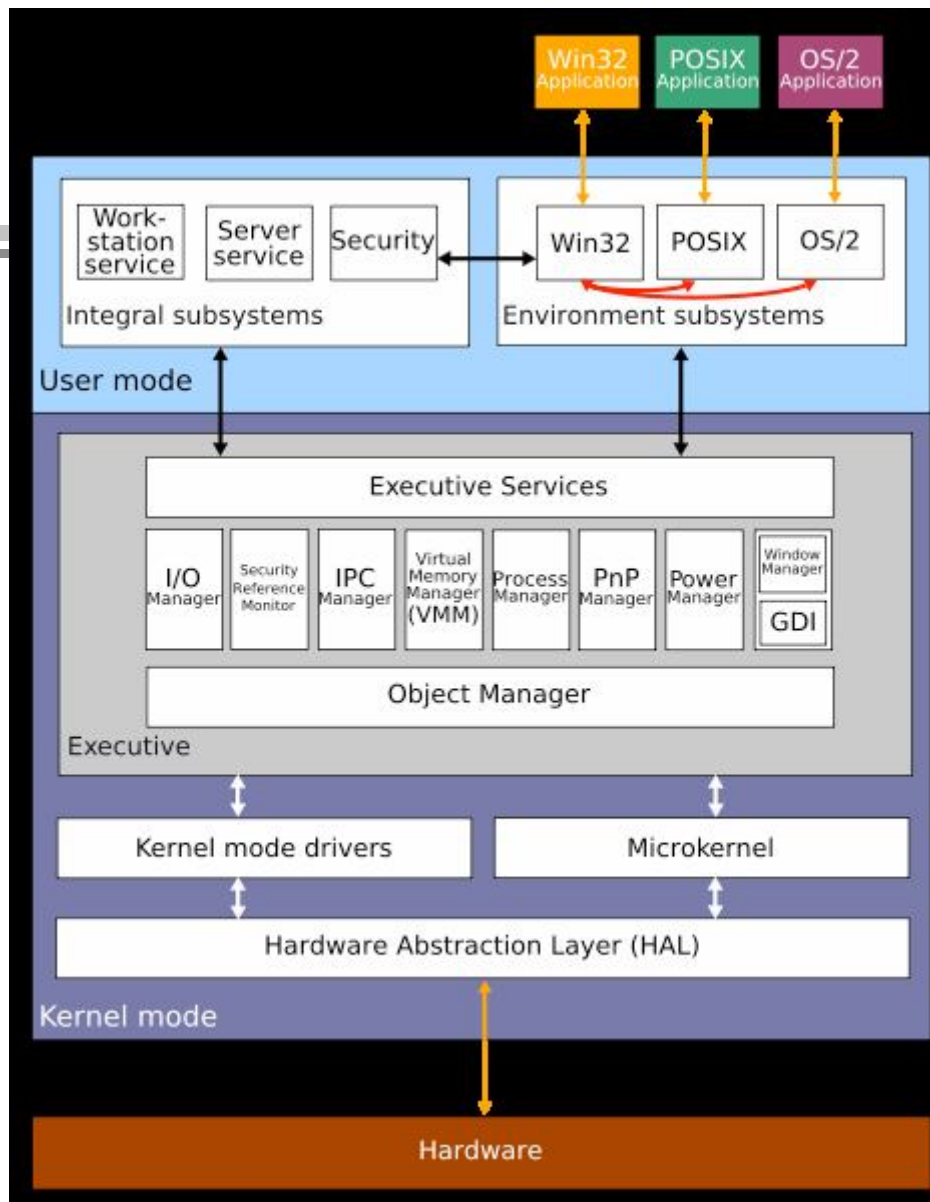 Win32
Application
POSIX
Application
OS/2
Application
Work-
station
service
Server
service
Security
Integral subsystems
Win32
POSIX
OS/2
Environment subsystems
User mode
Executive Services
I/O
Manager
Security
Reference
Monitor
IPC
Manager
Virtual
Memory
Manager
(VMM)
Process
Manager
PnP
Manager
Power
Manager
Window
Manager
GDI
Object Manager
Executive
Kernel mode drivers
Microkernel
Hardware Abstraction Layer (HAL)
Kernel mode
Hardware